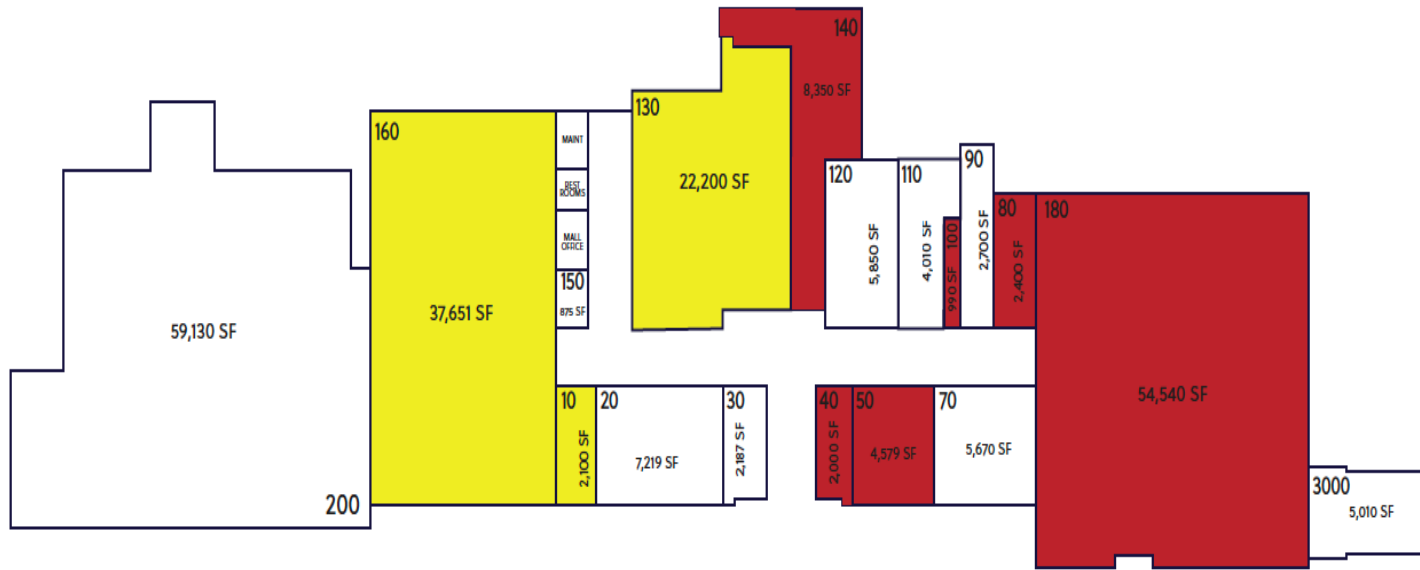 140
8,350 SF
130
22,200 SF
160
37,651 SF
MAINT
REST
ROOMS
MALL
OFFICE
150
875 SF
120
5,850 SF
110
4,010 SF
100
990 SF
90
2,700 SF
80
2,400 SF
180
54,540 SF
59,130 SF
200
10
2,100 SF
20
7,219 SF
30
2,187 SF
40
2,000 SF
50
4,579 SF
70
5,670 SF
3000
5,010 SF